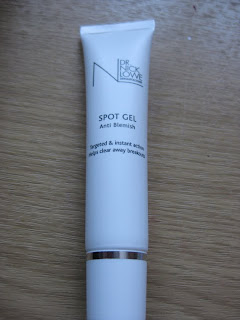 DR.
NICK
LOWE
SPOT GEL
Anti Blemish
Targeted & instant action
Helps clear away breakouts